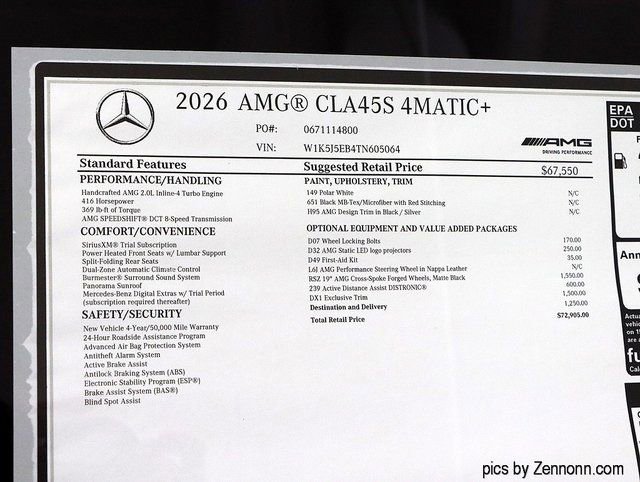 2026 AMG® CLA45S 4MATIC+
PO#: 0671114800
VIN: W1K5J5EB4TN605064
AMG
DRIVING PERFORMANCE
Standard Features
Suggested Retail Price $67,550
PERFORMANCE/HANDLING
Handcrafted AMG 2.0L Inline-4 Turbo Engine
416 Horsepower
369 lb-ft of Torque
AMG SPEEDSHIFT® DCT 8-Speed Transmission
COMFORT/CONVENIENCE
SiriusXM® Trial Subscription
Power Heated Front Seats w/ Lumbar Support
Split-Folding Rear Seats
Dual-Zone Automatic Climate Control
Burmester® Surround Sound System
Panorama Sunroof
Mercedes-Benz Digital Extras w/ Trial Period
(subscription required thereafter)
SAFETY/SECURITY
New Vehicle 4-Year/50,000 Mile Warranty
24-Hour Roadside Assistance Program
Advanced Air Bag Protection System
Antitheft Alarm System
Active Brake Assist
Antilock Braking System (ABS)
Electronic Stability Program (ESP®)
Brake Assist System (BAS®)
Blind Spot Assist
PAINT, UPHOLSTERY, TRIM
149 Polar White N/C
651 Black MB-Tex/Microfiber with Red Stitching N/C
H95 AMG Design Trim in Black / Silver N/C
OPTIONAL EQUIPMENT AND VALUE ADDED PACKAGES
D07 Wheel Locking Bolts 170.00
D32 AMG Static LED logo projectors 250.00
D49 First-Aid Kit 35.00
L6J AMG Performance Steering Wheel in Nappa Leather N/C
RSZ 19" AMG Cross-Spoke Forged Wheels, Matte Black 1,550.00
239 Active Distance Assist DISTRONIC® 600.00
DX1 Exclusive Trim 1,500.00
Destination and Delivery 1,250.00
Total Retail Price $72,905.00
EPA
DOT
Ann
Actua
vehic
on 1
are a
fu
Cal
pics by Zennonn.com